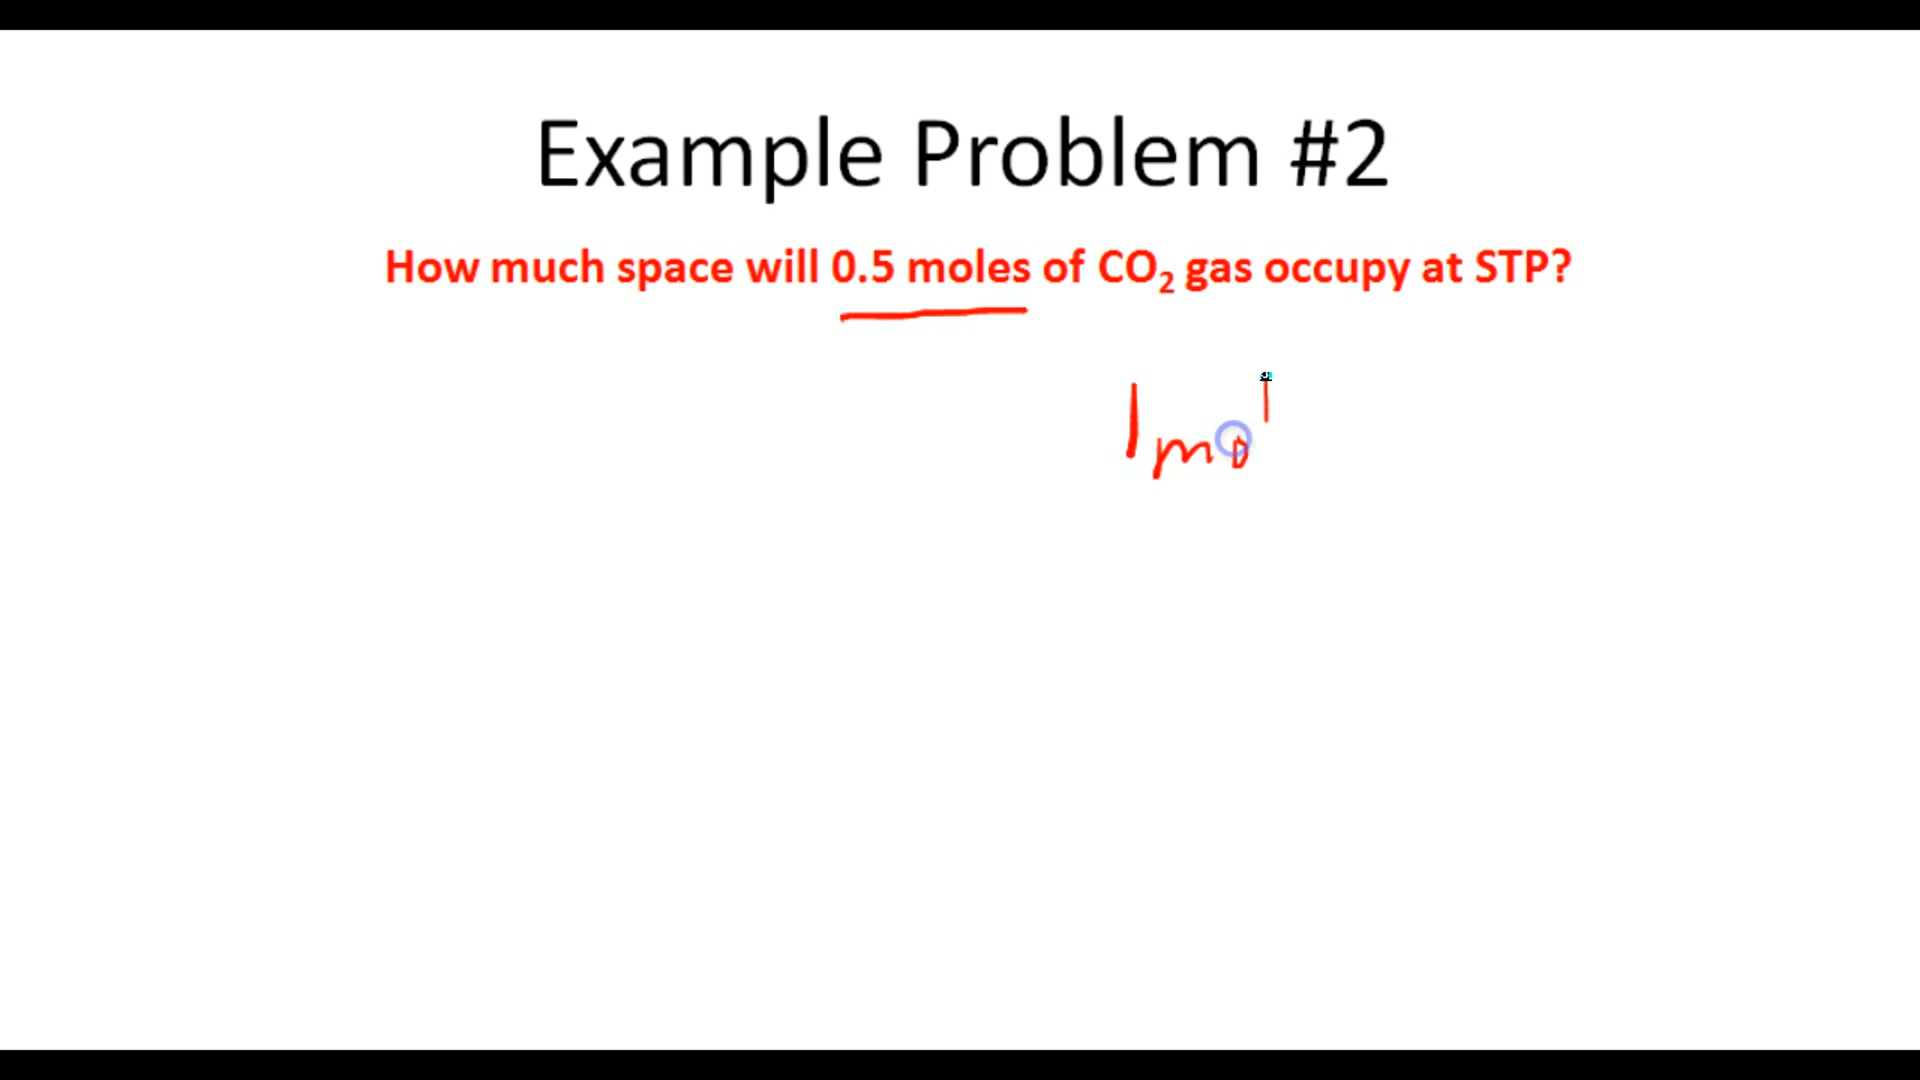 Example Problem #2
How much space will 0.5 moles of CO₂ gas occupy at STP?
1 mol